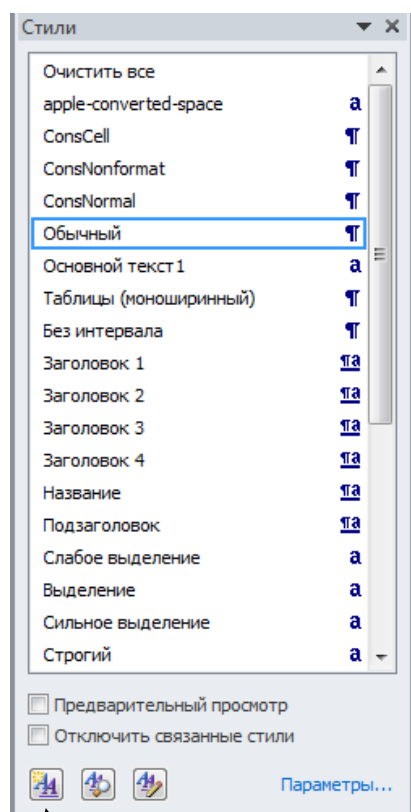 Стили
Очистить все
apple-converted-space a
ConsCell ¶
ConsNonformat ¶
ConsNormal ¶
Обычный ¶
Основной текст1 a
Таблицы (моноширинный) ¶
Без интервала ¶
Заголовок 1 ¶a
Заголовок 2 ¶a
Заголовок 3 ¶a
Заголовок 4 ¶a
Название ¶a
Подзаголовок ¶a
Слабое выделение a
Выделение a
Сильное выделение a
Строгий a
Предварительный просмотр
Отключить связанные стили
Параметры...